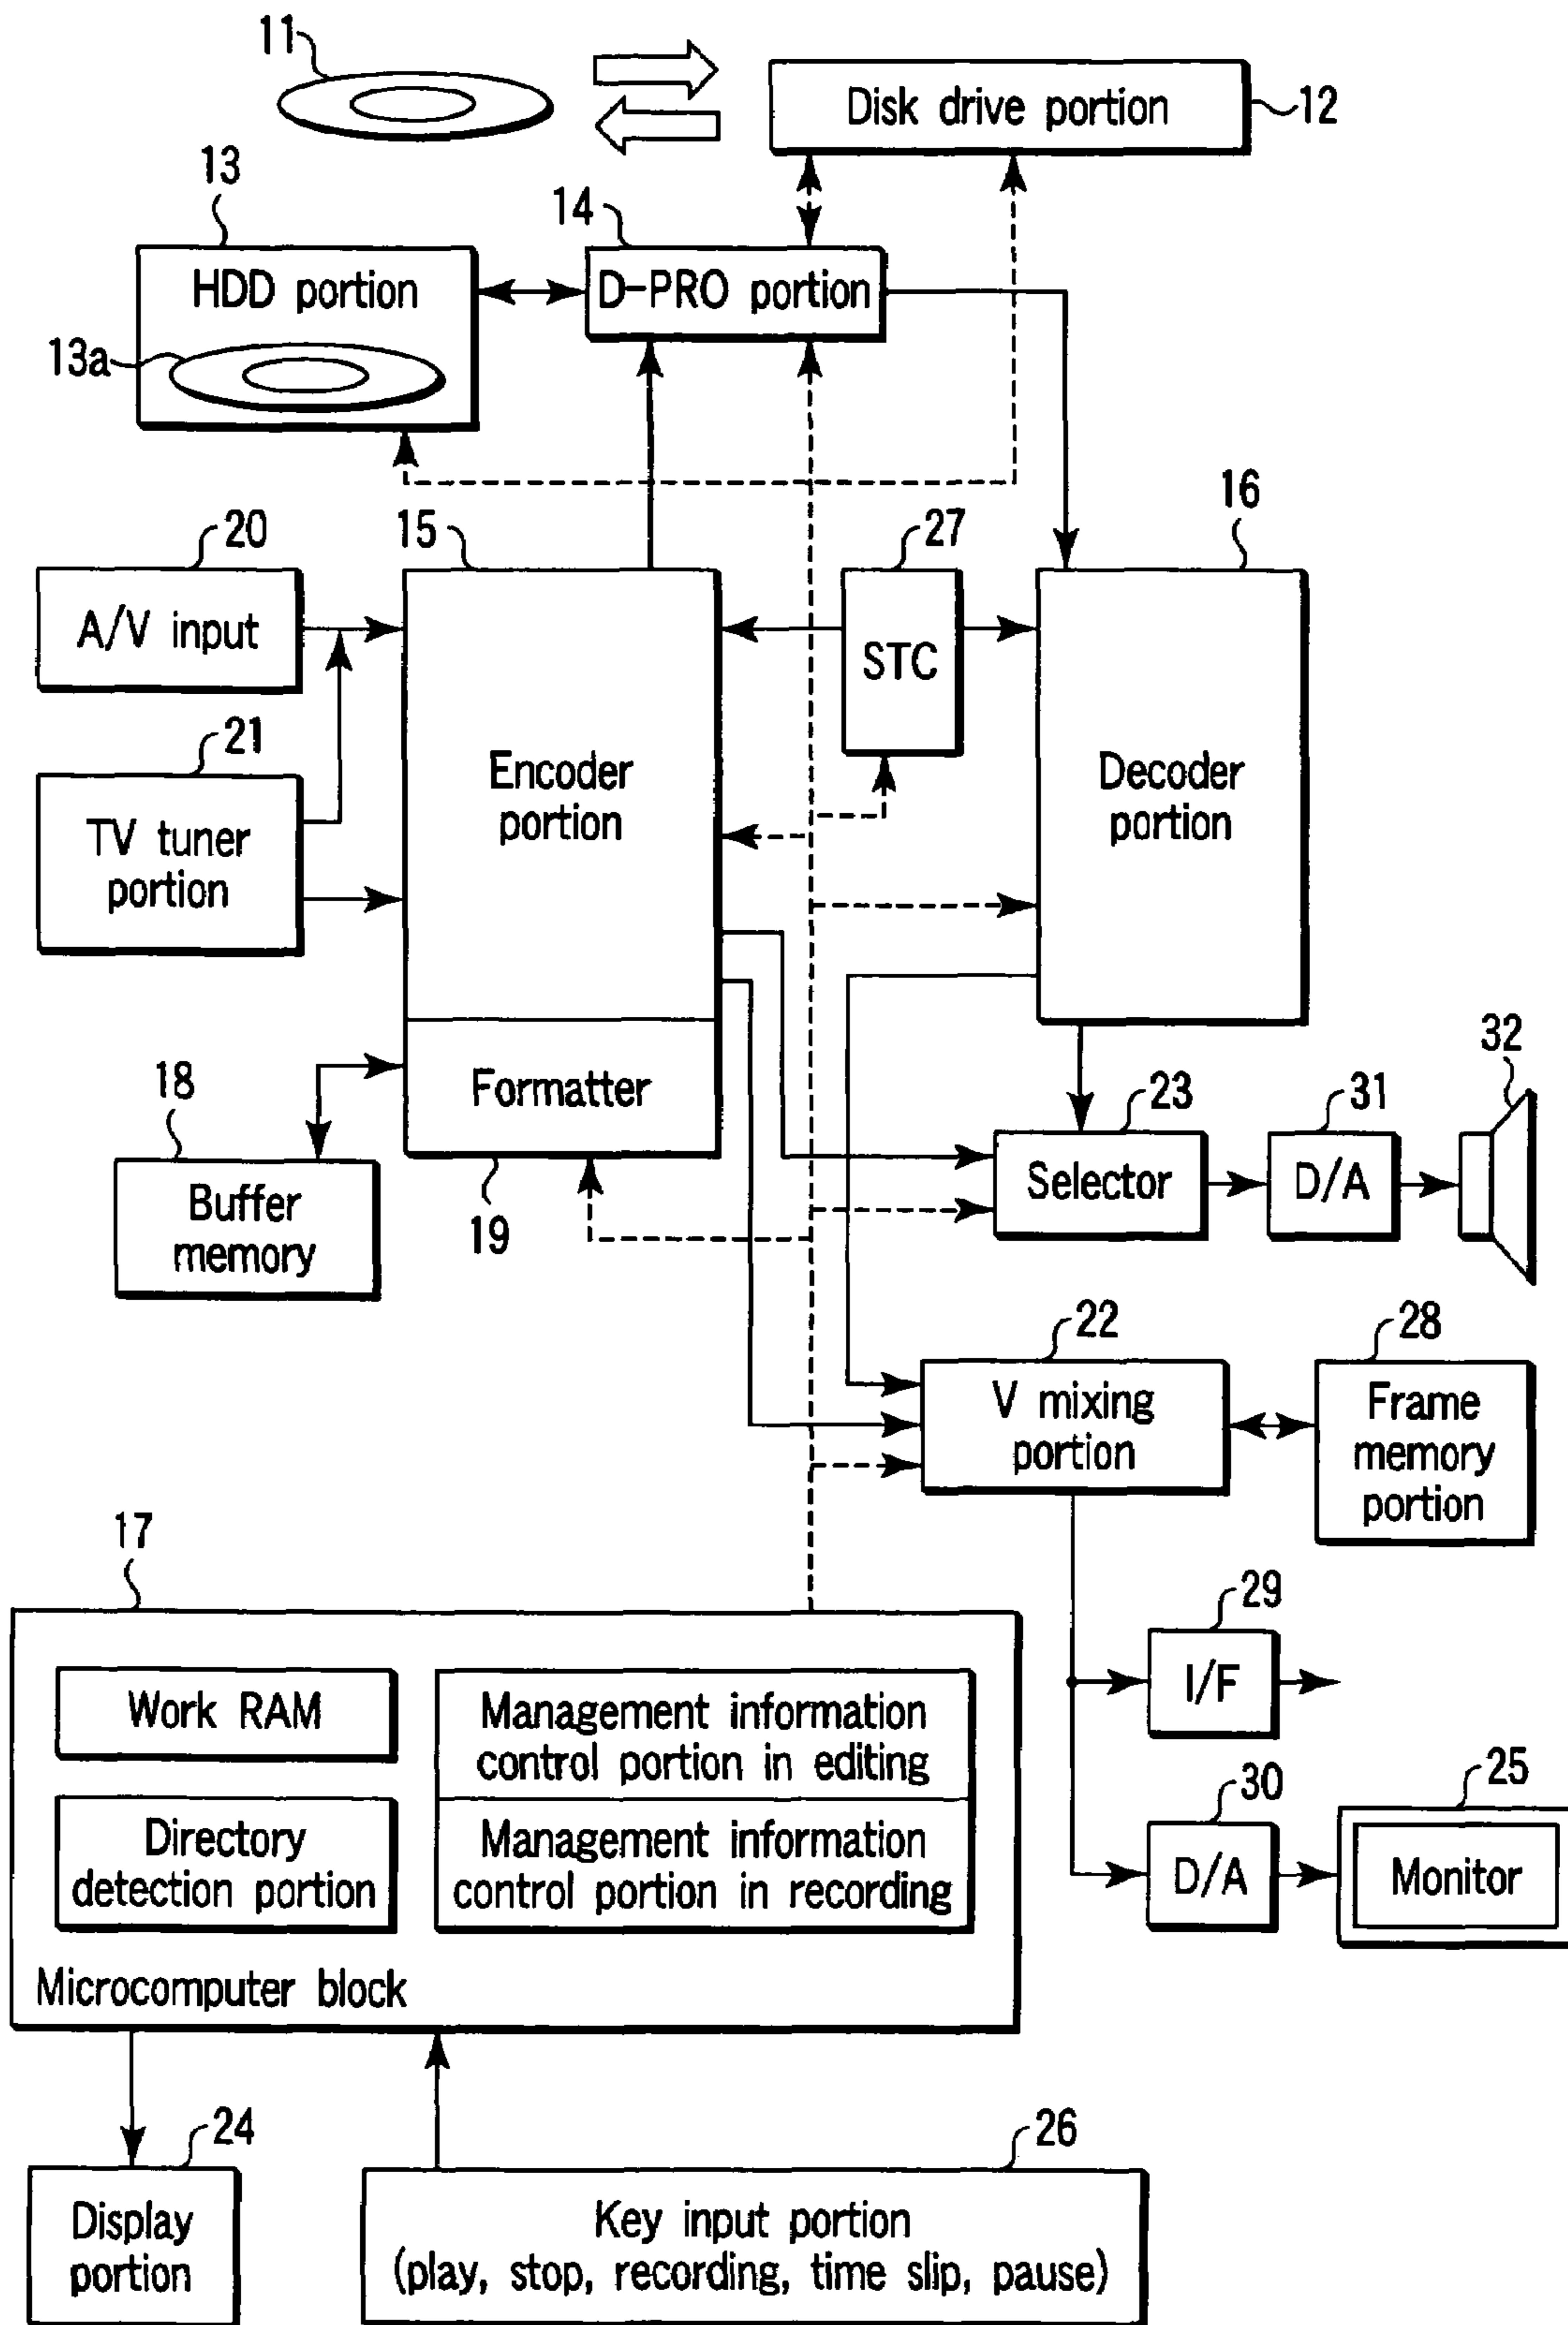 11
Disk drive portion
12
13
HDD portion
13a
14
D-PRO portion
20
A/V input
15
Encoder
portion
27
STC
16
Decoder
portion
21
TV tuner
portion
Formatter
19
18
Buffer
memory
23
Selector
31
D/A
32
22
V mixing
portion
28
Frame
memory
portion
17
Work RAM
Management information
control portion in editing
Directory
detection portion
Management information
control portion in recording
Microcomputer block
29
I/F
30
D/A
25
Monitor
24
Display
portion
26
Key input portion
(play, stop, recording, time slip, pause)